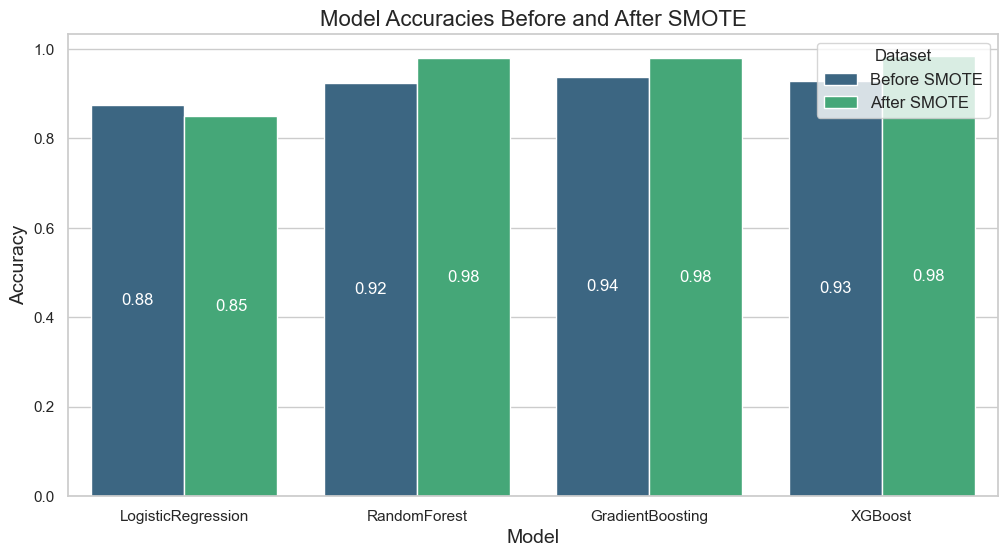 Model Accuracies Before and After SMOTE
Dataset
Before SMOTE
After SMOTE
Accuracy
1.0
0.8
0.6
0.4
0.2
0.0
0.88
0.85
0.92
0.98
0.94
0.98
0.93
0.98
LogisticRegression
RandomForest
GradientBoosting
XGBoost
Model